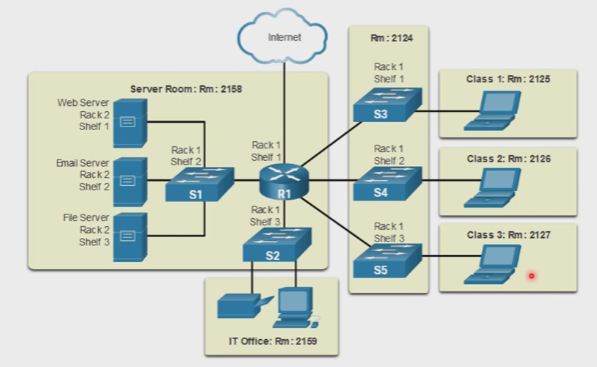 Internet
Rm: 2124
Server Room: Rm: 2158
Rack 1
Shelf 1
S3
Class 1: Rm: 2125
Web Server
Rack 2
Shelf 1
Email Server
Rack 2
Shelf 2
File Server
Rack 2
Shelf 3
Rack 1
Shelf 2
S1
Rack 1
Shelf 1
R1
Rack 1
Shelf 3
S2
Rack 1
Shelf 2
S4
Class 2: Rm: 2126
Rack 1
Shelf 3
S5
Class 3: Rm: 2127
IT Office: Rm: 2159